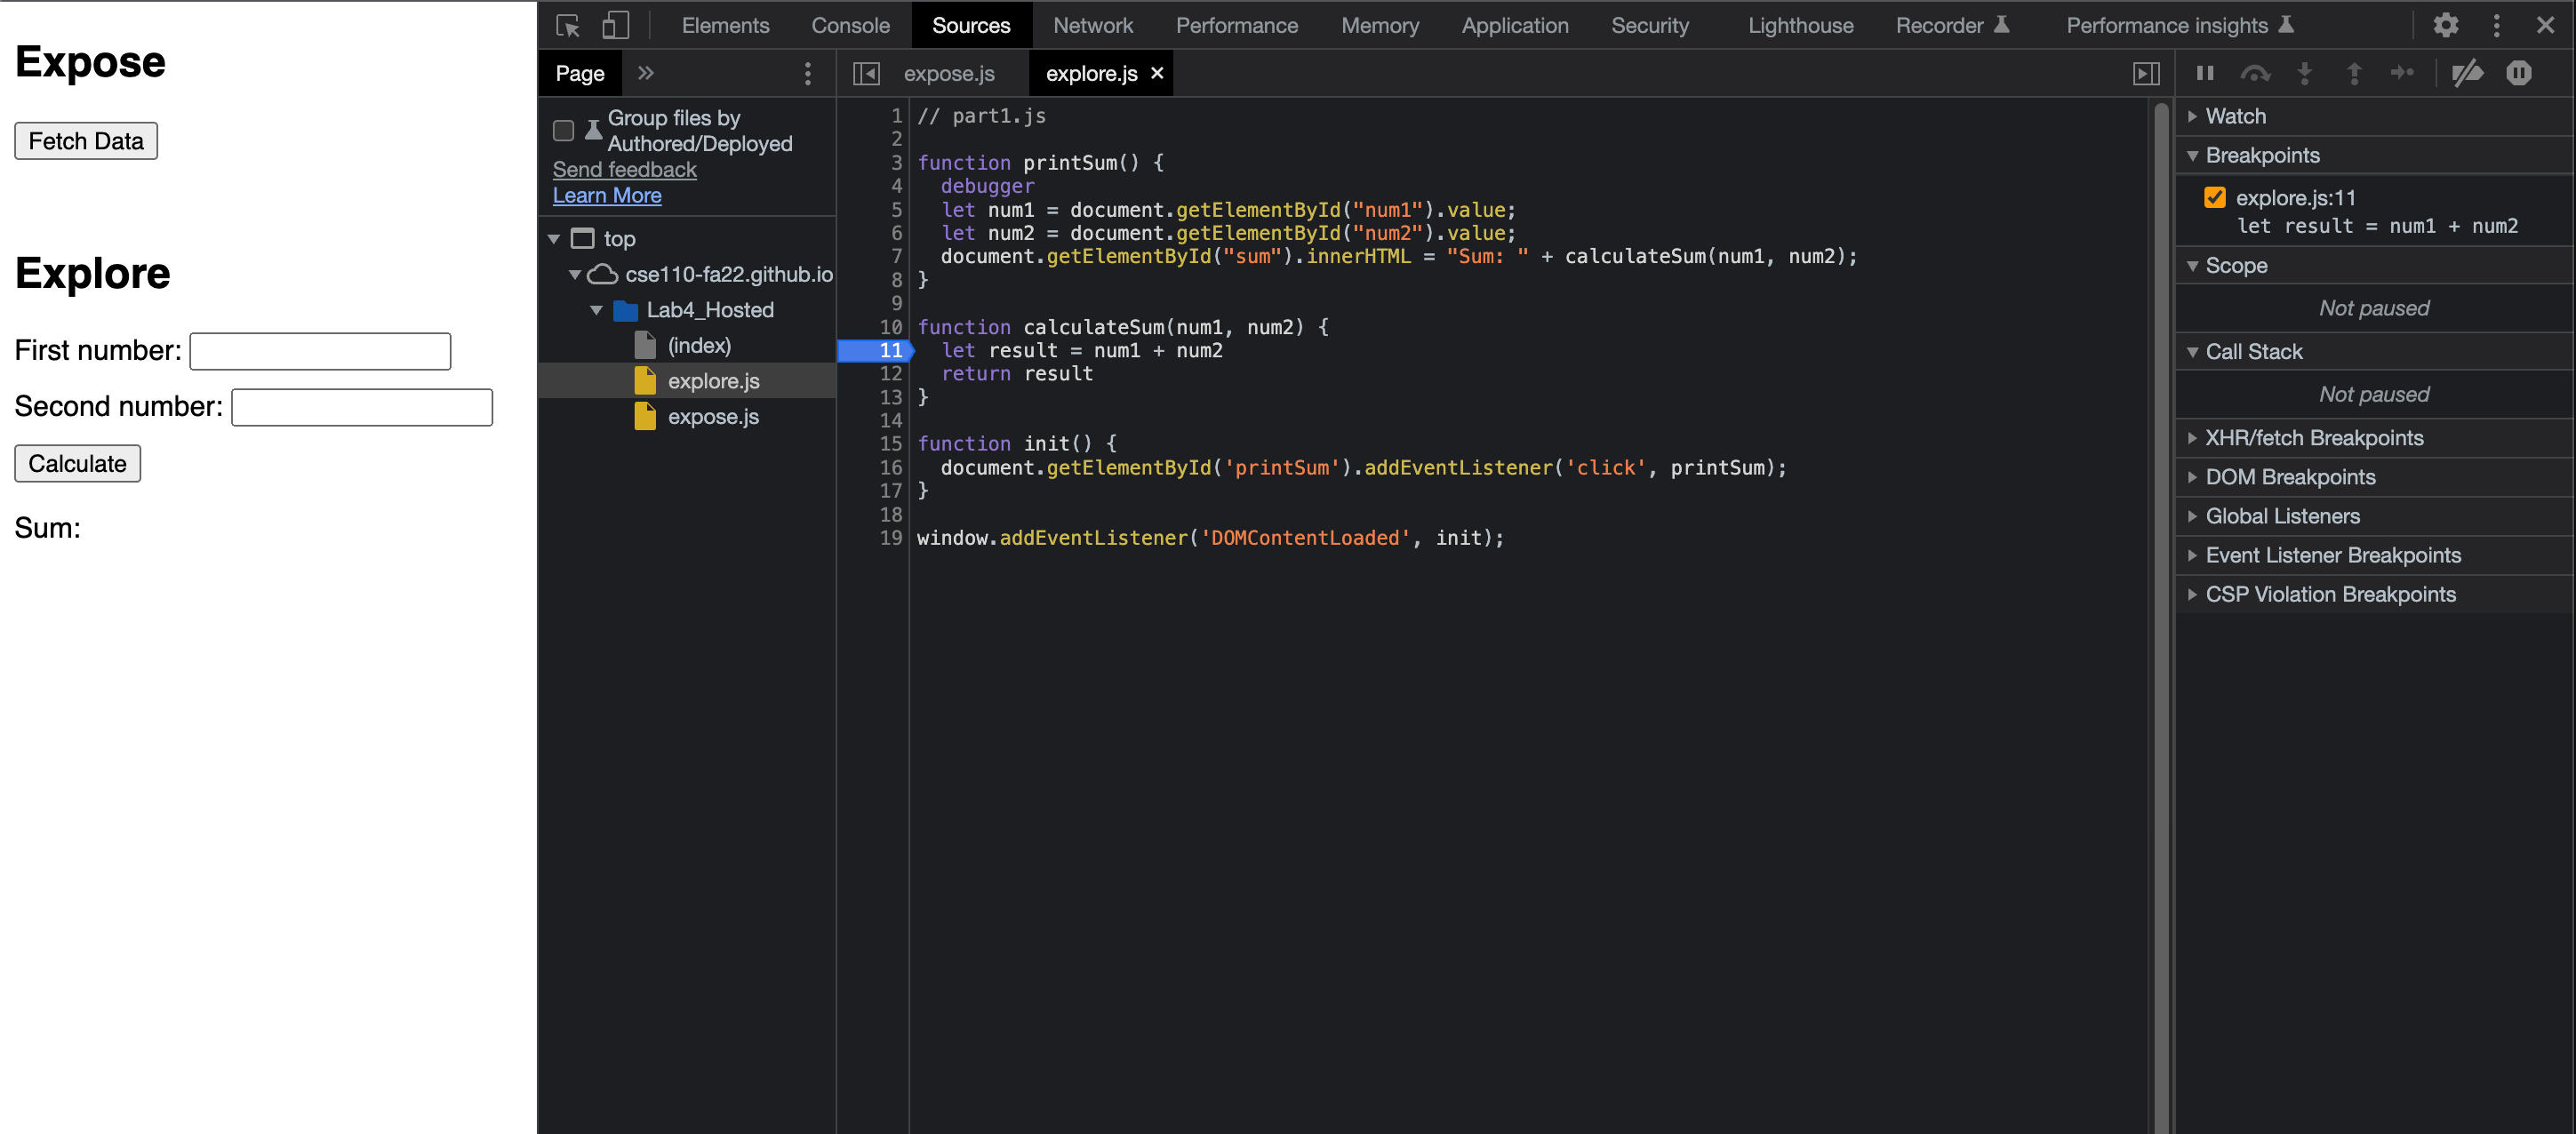 Expose
Fetch Data
Explore
First number:
Second number:
Calculate
Sum:
Elements Console Sources Network Performance Memory Application Security Lighthouse Recorder Performance insights
Page
Group files by
Authored/Deployed
Send feedback
Learn More
top
cse110-fa22.github.io
Lab4_Hosted
(index)
explore.js
expose.js
expose.js explore.js ×
1 // part1.js
2
3 function printSum() {
4   debugger
5   let num1 = document.getElementById("num1").value;
6   let num2 = document.getElementById("num2").value;
7   document.getElementById("sum").innerHTML = "Sum: " + calculateSum(num1, num2);
8 }
9
10 function calculateSum(num1, num2) {
11   let result = num1 + num2
12   return result
13 }
14
15 function init() {
16   document.getElementById('printSum').addEventListener('click', printSum);
17 }
18
19 window.addEventListener('DOMContentLoaded', init);
Watch
Breakpoints
explore.js:11
let result = num1 + num2
Scope
Not paused
Call Stack
Not paused
XHR/fetch Breakpoints
DOM Breakpoints
Global Listeners
Event Listener Breakpoints
CSP Violation Breakpoints